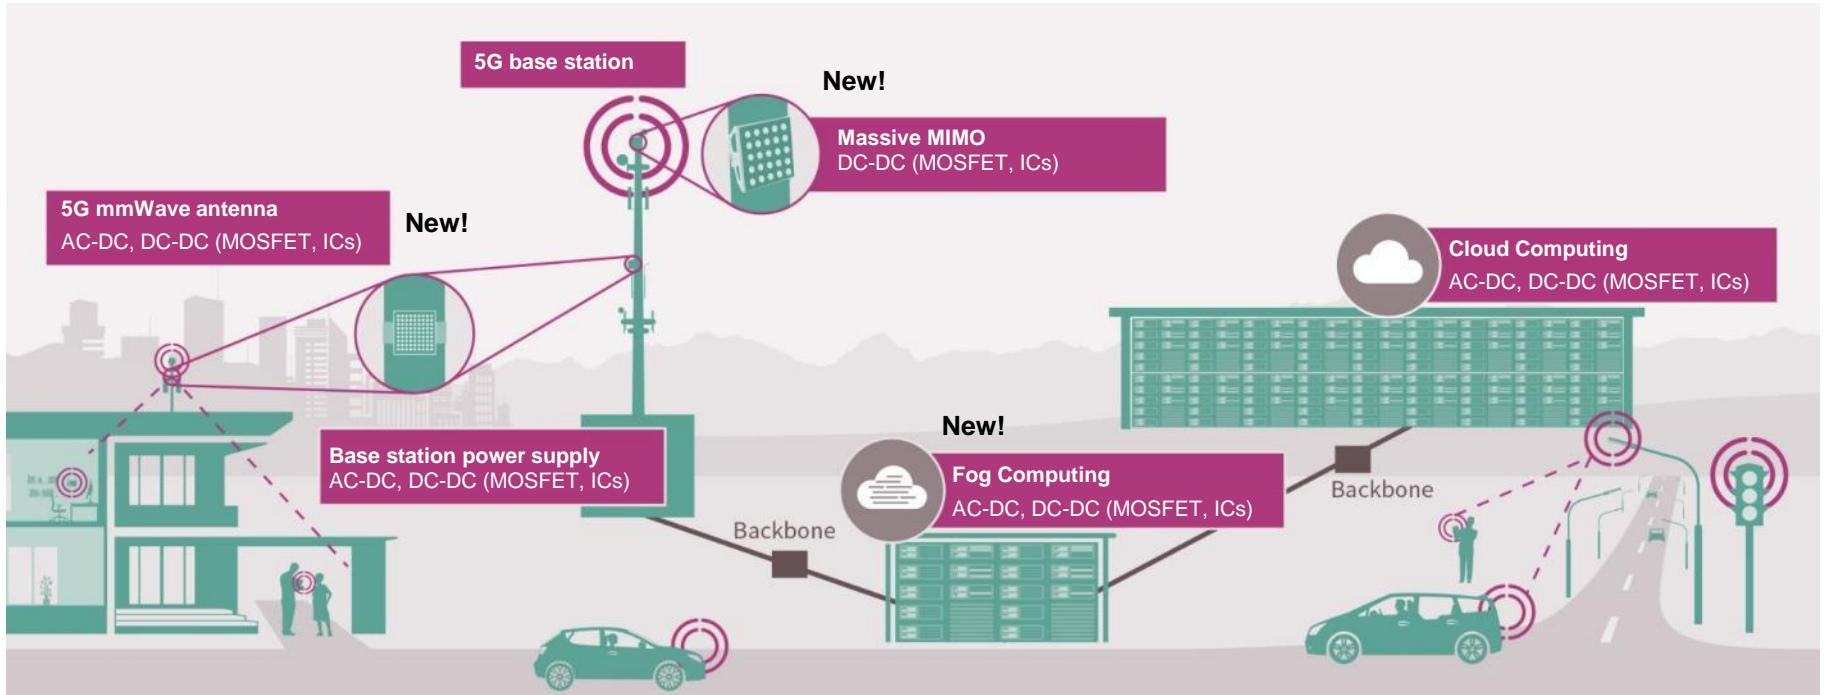 5G base station
New!
Massive MIMO
DC-DC (MOSFET, ICs)
5G mmWave antenna
AC-DC, DC-DC (MOSFET, ICs)
New!
Cloud Computing
AC-DC, DC-DC (MOSFET, ICs)
Base station power supply
AC-DC, DC-DC (MOSFET, ICs)
New!
Fog Computing
AC-DC, DC-DC (MOSFET, ICs)
Backbone
Backbone